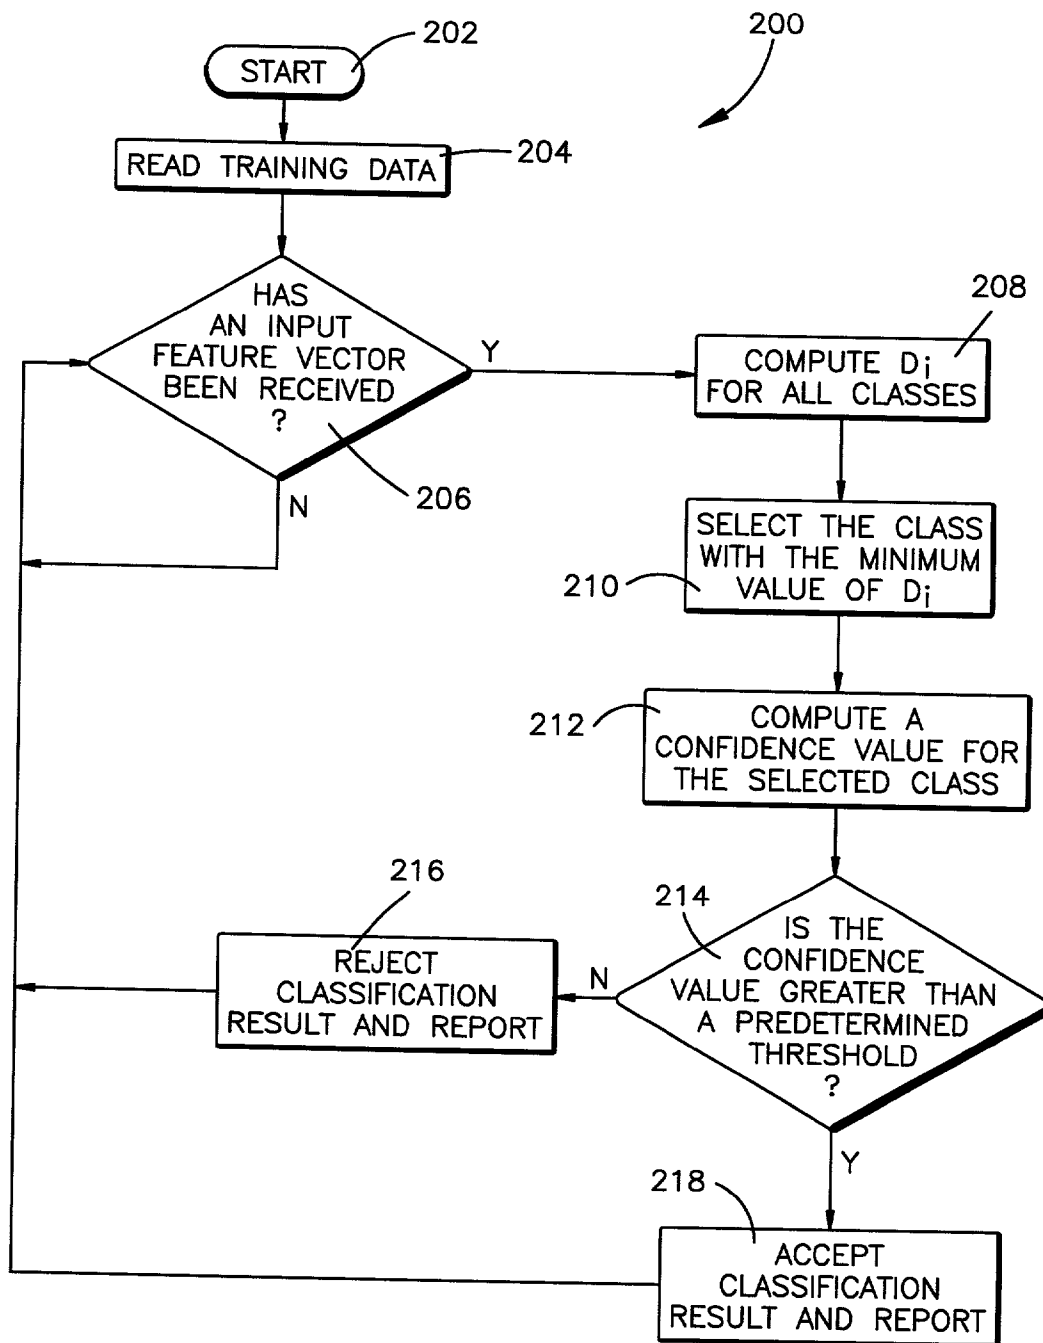 200
202
START
204
READ TRAINING DATA
HAS
AN INPUT
FEATURE VECTOR
BEEN RECEIVED
?
206
Y
N
208
COMPUTE Di
FOR ALL CLASSES
210
SELECT THE CLASS
WITH THE MINIMUM
VALUE OF Di
212
COMPUTE A
CONFIDENCE VALUE FOR
THE SELECTED CLASS
214
IS THE
CONFIDENCE
VALUE GREATER THAN
A PREDETERMINED
THRESHOLD
?
N
216
REJECT
CLASSIFICATION
RESULT AND REPORT
Y
218
ACCEPT
CLASSIFICATION
RESULT AND REPORT